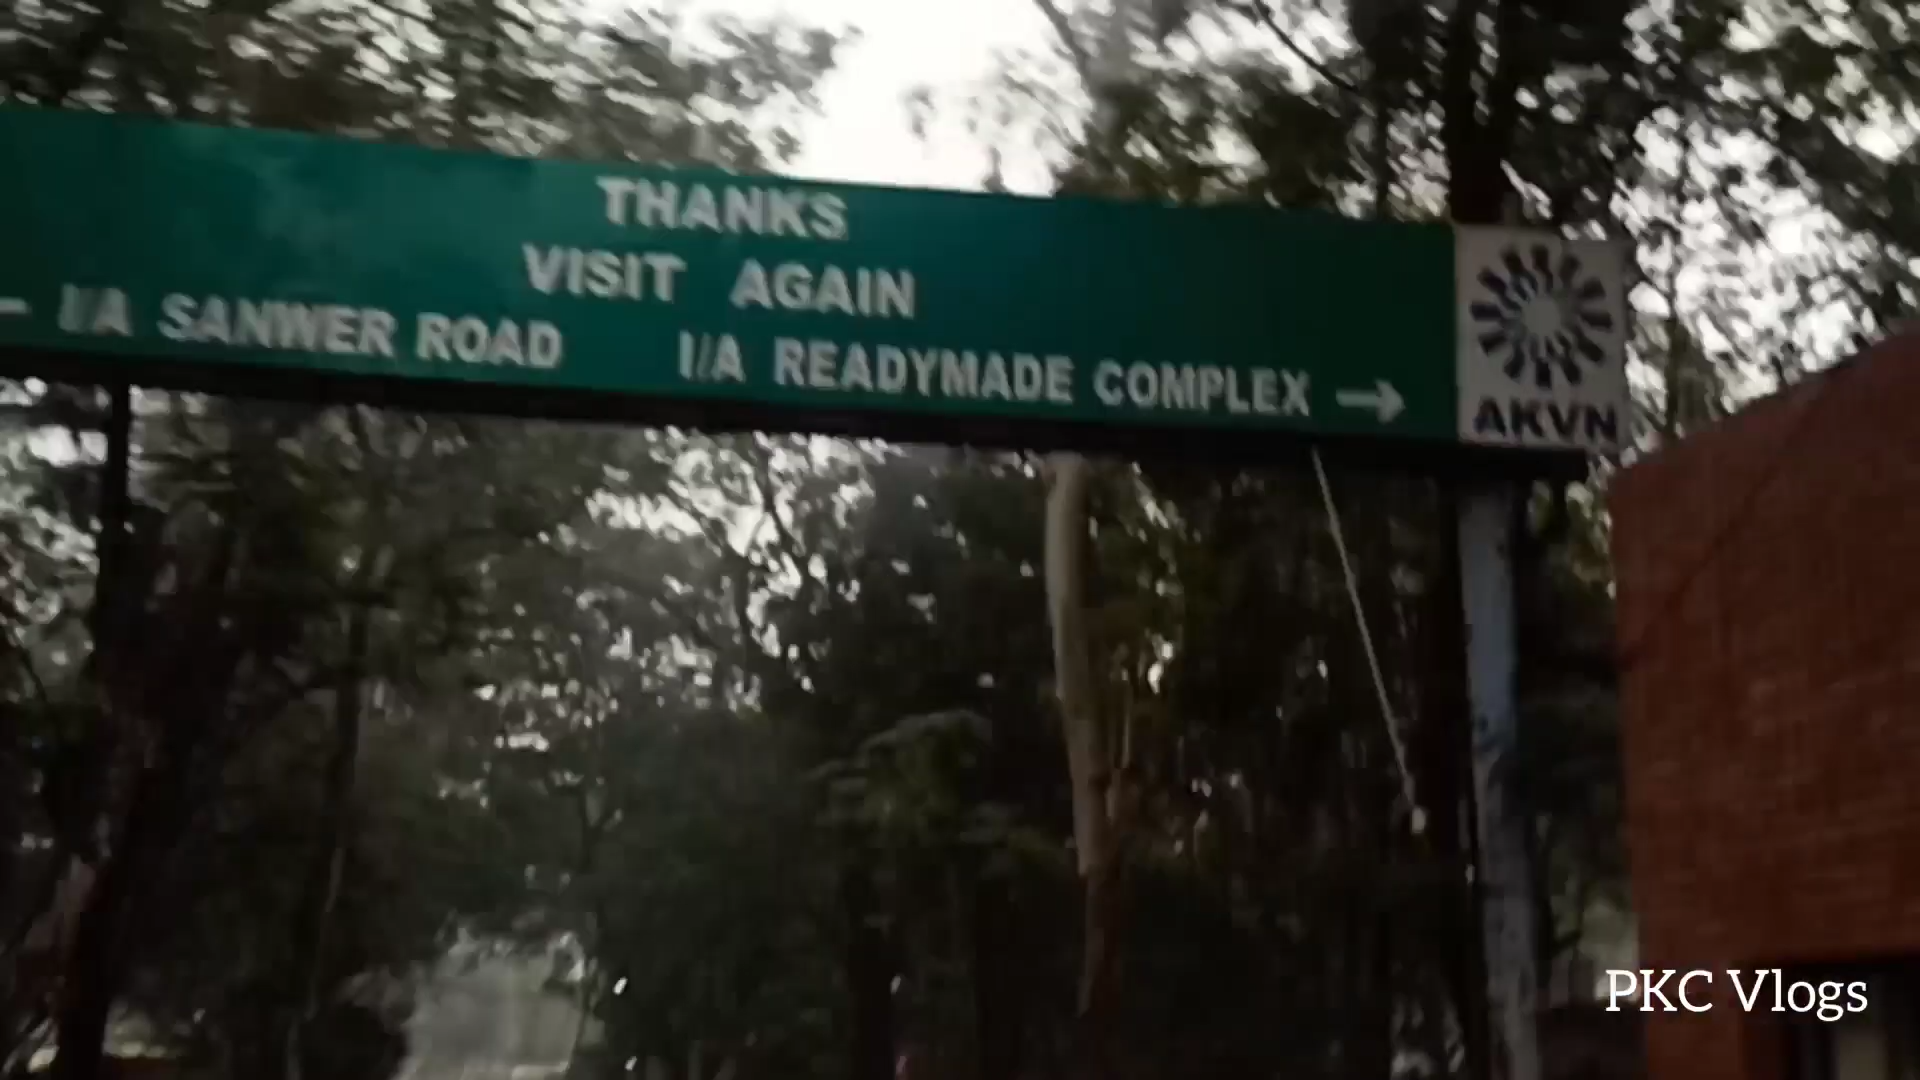 THANKS
VISIT AGAIN
← I/A SANWER ROAD I/A READYMADE COMPLEX →
AKVN
PKC Vlogs